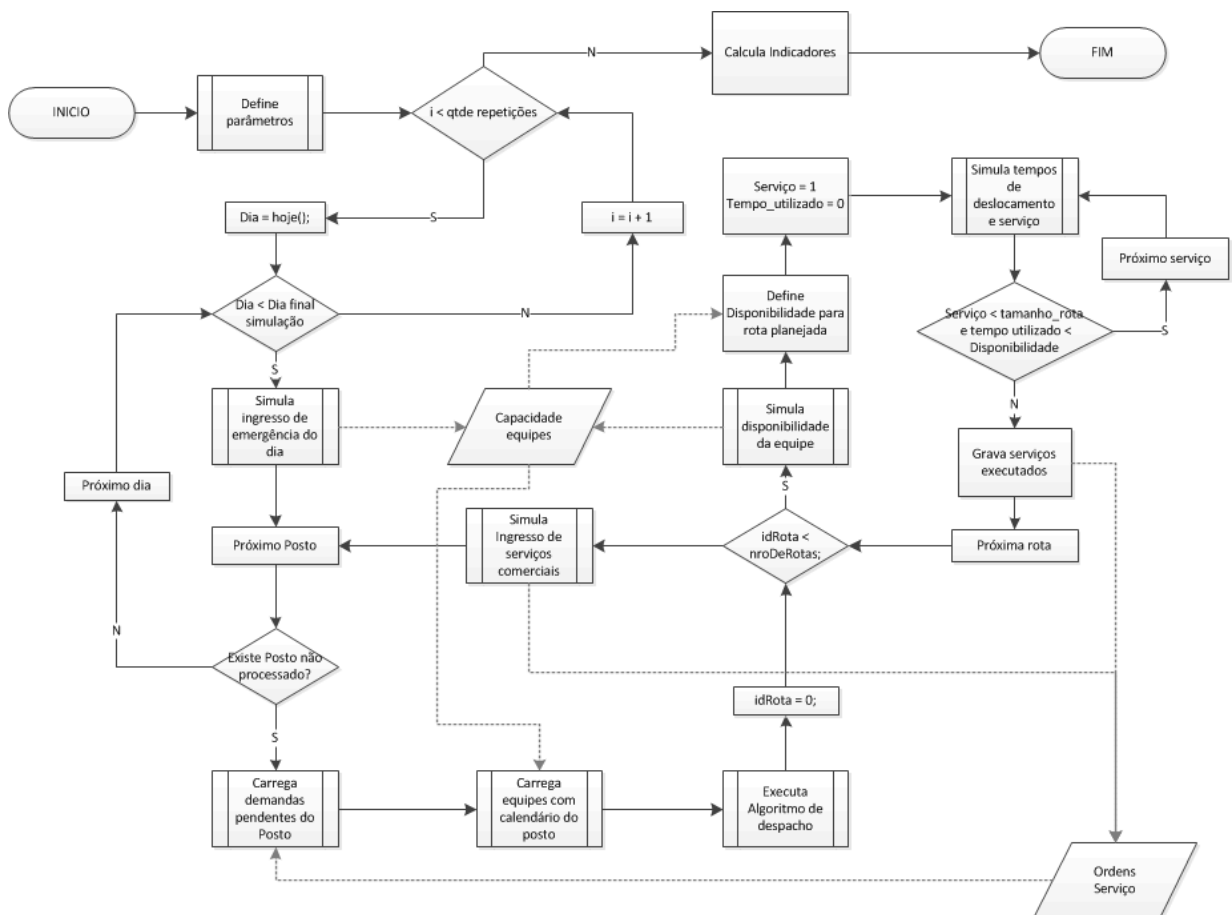 N
Calcula Indicadores
FIM
INICIO
Define
parâmetros
i < qtde repetições
Serviço = 1
Tempo_utilizado = 0
Simula tempos
de
deslocamento
e serviço
Dia = hoje();
S
i = i + 1
Próximo serviço
Dia < Dia final
simulação
N
Define
Disponibilidade para
rota planejada
Serviço < tamanho_rota
e tempo utilizado <
Disponibilidade
S
S
Simula
ingresso de
emergência do
dia
Capacidade
equipes
Simula
disponibilidade
da equipe
N
Grava serviços
executados
Próximo dia
S
Próximo Posto
Simula
Ingresso de
serviços
comerciais
idRota <
nroDeRotas;
Próxima rota
N
Existe Posto não
processado?
idRota = 0;
S
Carrega
demandas
pendentes do
Posto
Carrega
equipes com
calendário do
posto
Executa
Algoritmo de
despacho
Ordens
Serviço